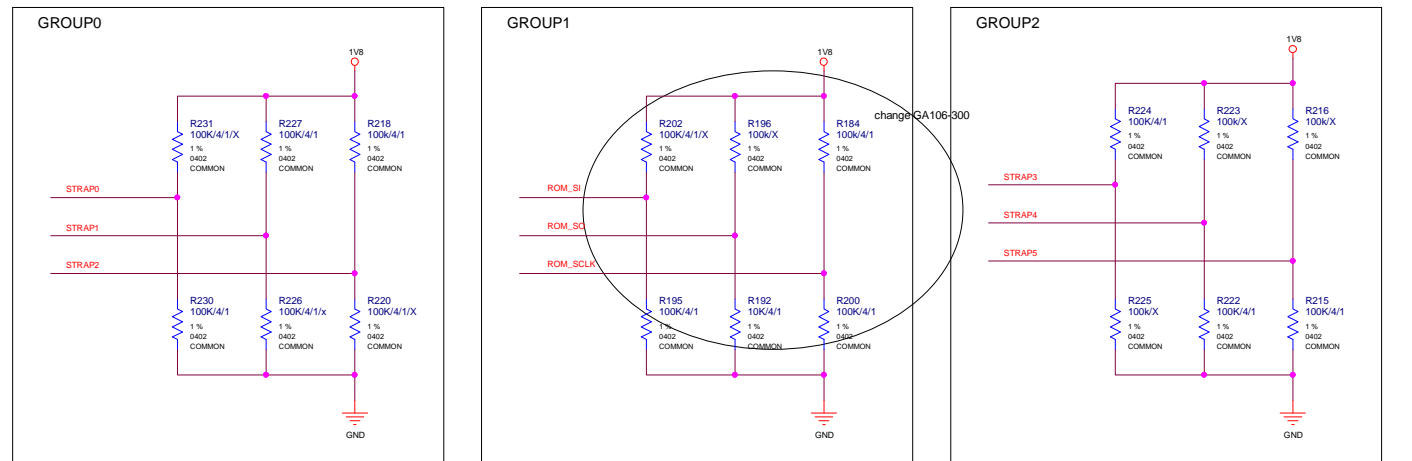 GROUP0
1V8
R231
100K/4/1/X
1 %
0402
COMMON
R227
100K/4/1
1 %
0402
COMMON
R218
100k/4/1
1 %
0402
COMMON
STRAP0
STRAP1
STRAP2
R230
100K/4/1
1 %
0402
COMMON
R226
100K/4/1/x
1 %
0402
COMMON
R220
100K/4/1/X
1 %
0402
COMMON
GND
GROUP1
1V8
change GA106-300
R202
100K/4/1/X
1 %
0402
COMMON
R196
100k/X
1 %
0402
COMMON
R184
100k/4/1
1 %
0402
COMMON
ROM_SI
ROM_SO
ROM_SCLK
R195
100K/4/1
1 %
0402
COMMON
R192
10K/4/1
1 %
0402
COMMON
R200
100K/4/1
1 %
0402
COMMON
GND
GROUP2
1V8
R224
100K/4/1
1 %
0402
COMMON
R223
100k/X
1 %
0402
COMMON
R216
100k/X
1 %
0402
COMMON
STRAP3
STRAP4
STRAP5
R225
100k/X
1 %
0402
COMMON
R222
100K/4/1
1 %
0402
COMMON
R215
100k/4/1
1 %
0402
COMMON
GND